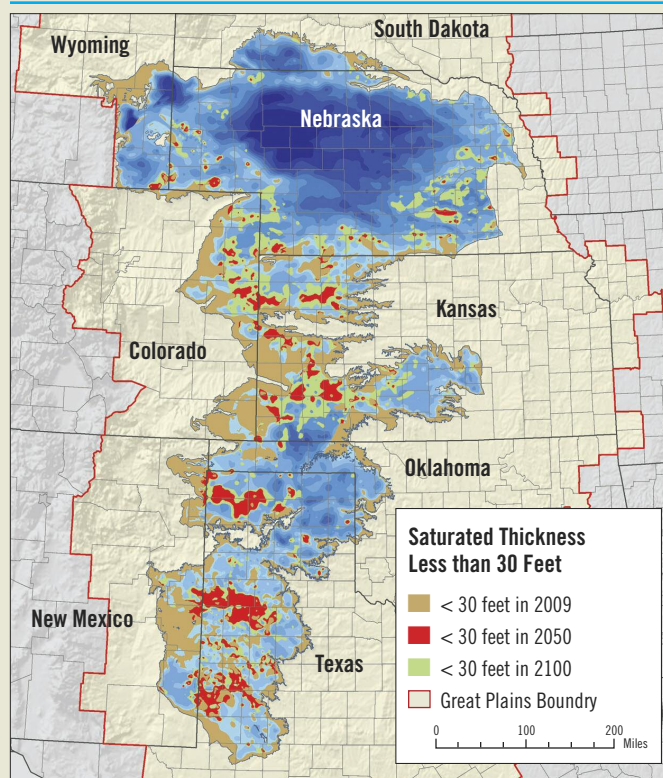 South Dakota
Wyoming
Nebraska
Kansas
Colorado
Oklahoma
New Mexico
Texas
Saturated Thickness
Less than 30 Feet
< 30 feet in 2009
< 30 feet in 2050
< 30 feet in 2100
Great Plains Boundry
0 100 200
Miles